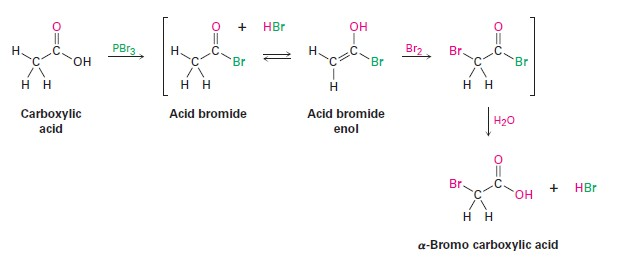 O + HBr OH O
H C OH PBr3 H C Br H C Br Br2 Br C Br
C C C C
H H H H H H H
Carboxylic Acid bromide Acid bromide
acid enol
H2O
O
Br C OH + HBr
C
H H
α-Bromo carboxylic acid